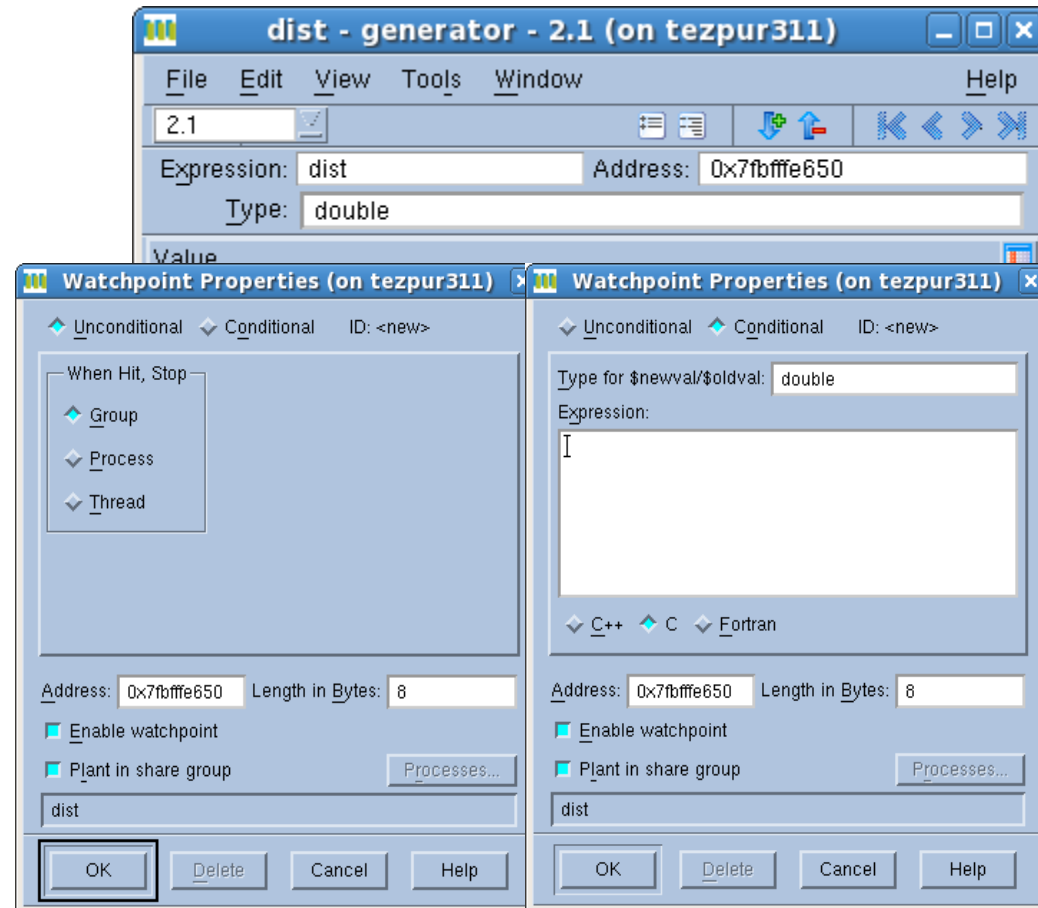 dist - generator - 2.1 (on tezpur311)
File Edit View Tools Window Help
2.1
Expression: dist Address: 0x7fbfffe650
Type: double
Value
Watchpoint Properties (on tezpur311)
Unconditional Conditional ID: <new>
When Hit, Stop
Group
Process
Thread
Address: 0x7fbfffe650 Length in Bytes: 8
Enable watchpoint
Plant in share group Processes...
dist
OK Delete Cancel Help
Watchpoint Properties (on tezpur311)
Unconditional Conditional ID: <new>
Type for $newval/$oldval: double
Expression:
C++ C Fortran
Address: 0x7fbfffe650 Length in Bytes: 8
Enable watchpoint
Plant in share group Processes...
dist
OK Delete Cancel Help